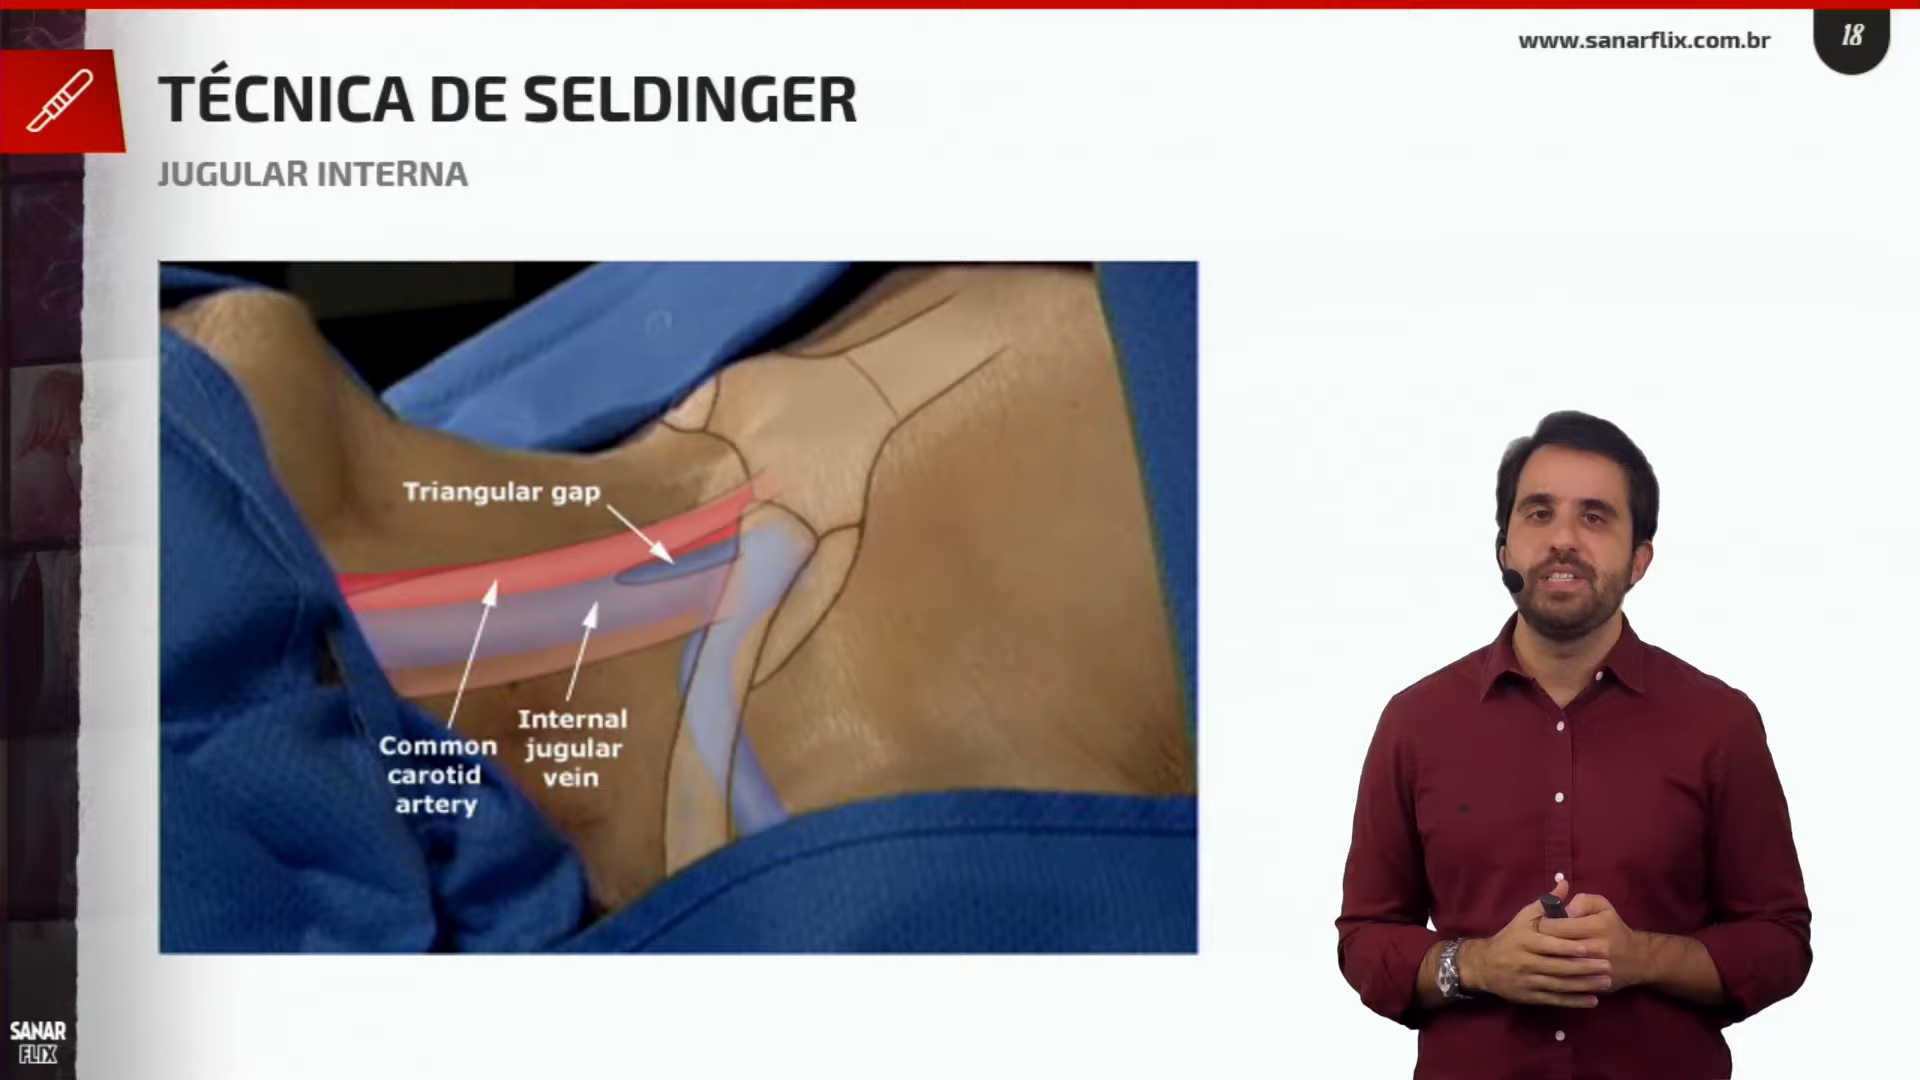 www.sanarflix.com.br
18
TÉCNICA DE SELDINGER
JUGULAR INTERNA
Triangular gap
Common
carotid
artery
Internal
jugular
vein
SANAR
FLIX